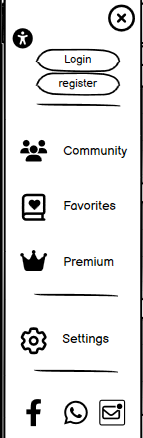 Login
register
Community
Favorites
Premium
Settings